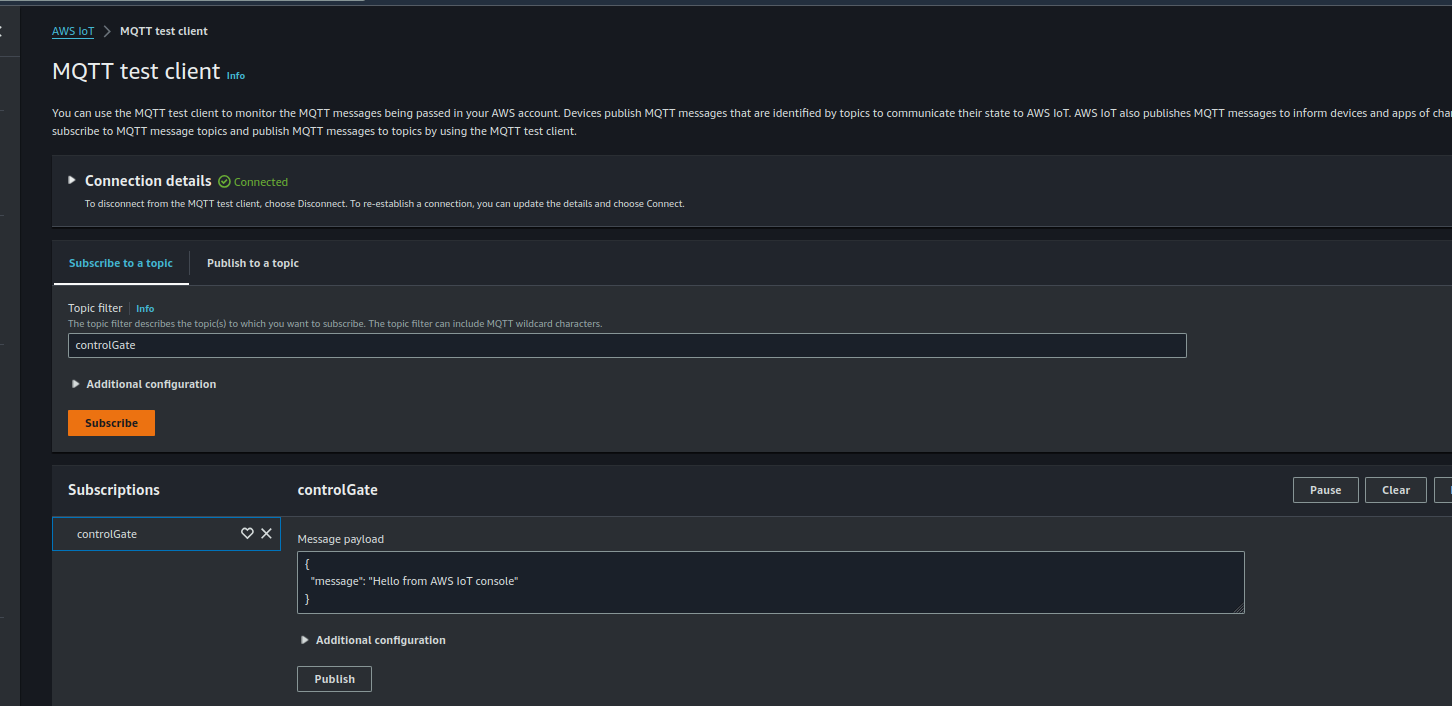 AWS IoT > MQTT test client
MQTT test client Info
You can use the MQTT test client to monitor the MQTT messages being passed in your AWS account. Devices publish MQTT messages that are identified by topics to communicate their state to AWS IoT. AWS IoT also publishes MQTT messages to inform devices and apps of
subscribe to MQTT message topics and publish MQTT messages to topics by using the MQTT test client.
Connection details Connected
To disconnect from the MQTT test client, choose Disconnect. To re-establish a connection, you can update the details and choose Connect.
Subscribe to a topic Publish to a topic
Topic filter Info
The topic filter describes the topic(s) to which you want to subscribe. The topic filter can include MQTT wildcard characters.
controlGate
Additional configuration
Subscribe
Subscriptions controlGate Pause Clear
controlGate
Message payload
{
"message": "Hello from AWS IoT console"
}
Additional configuration
Publish